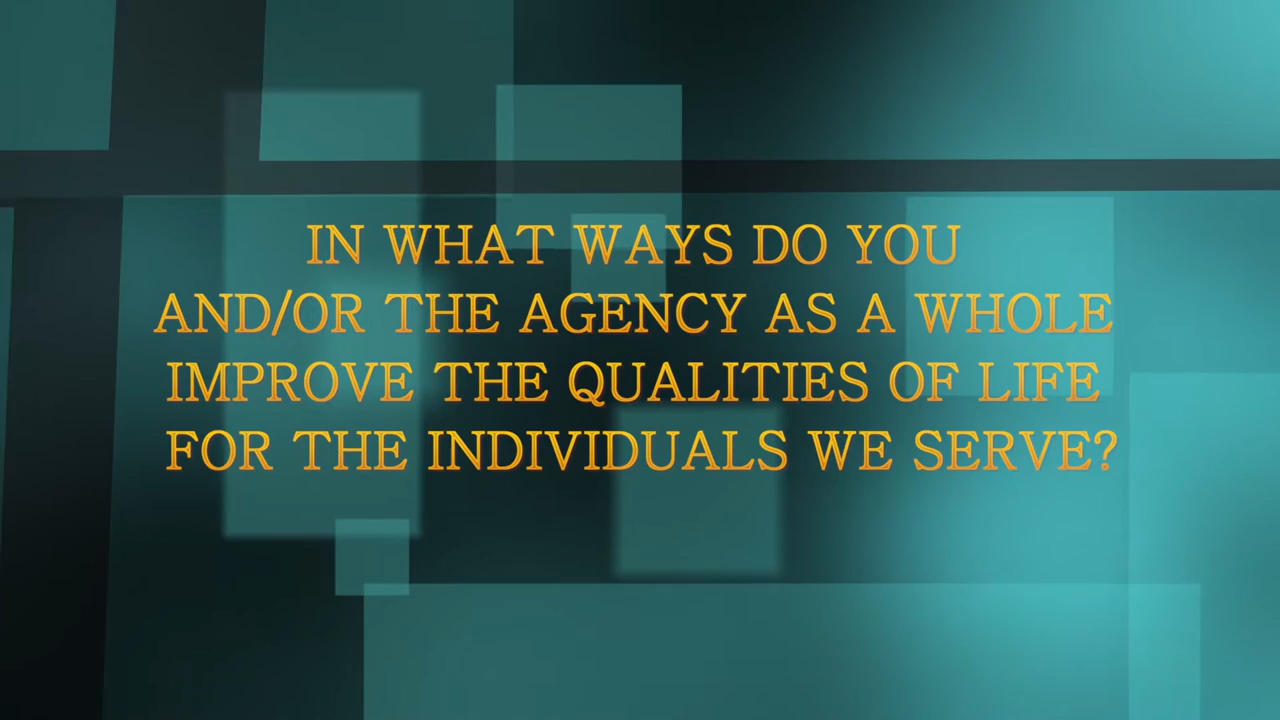 IN WHAT WAYS DO YOU
AND/OR THE AGENCY AS A WHOLE
IMPROVE THE QUALITIES OF LIFE
FOR THE INDIVIDUALS WE SERVE?